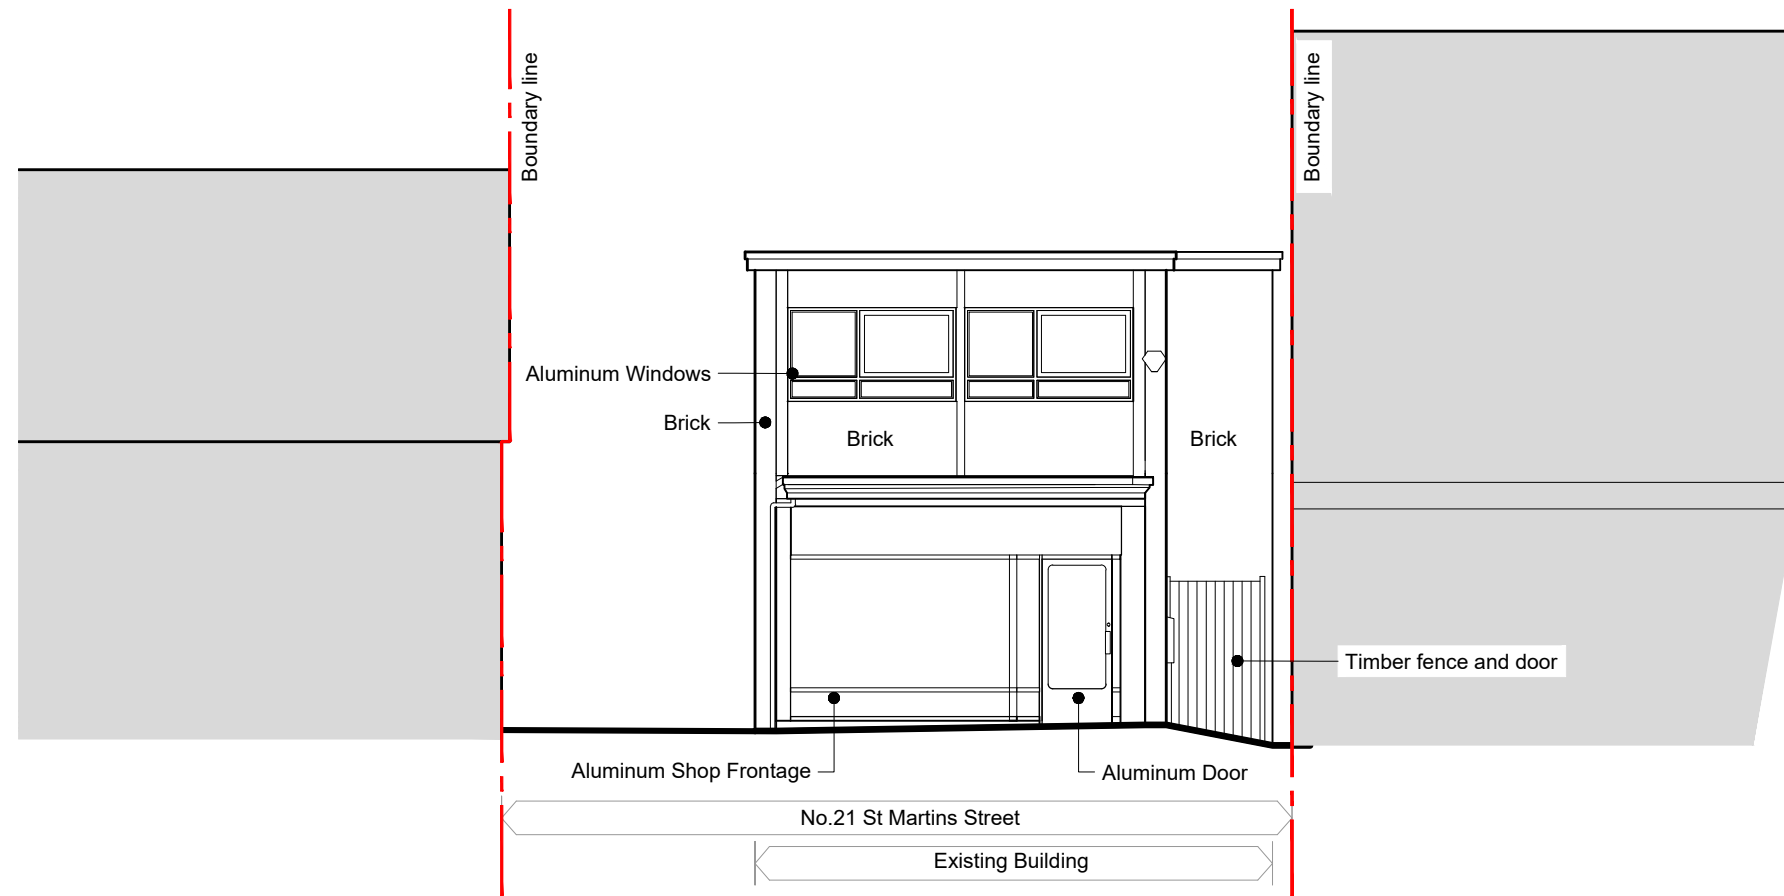 Boundary line
Boundary line
Aluminum Windows
Brick
Brick
Brick
Timber fence and door
Aluminum Shop Frontage
Aluminum Door
No.21 St Martins Street
Existing Building